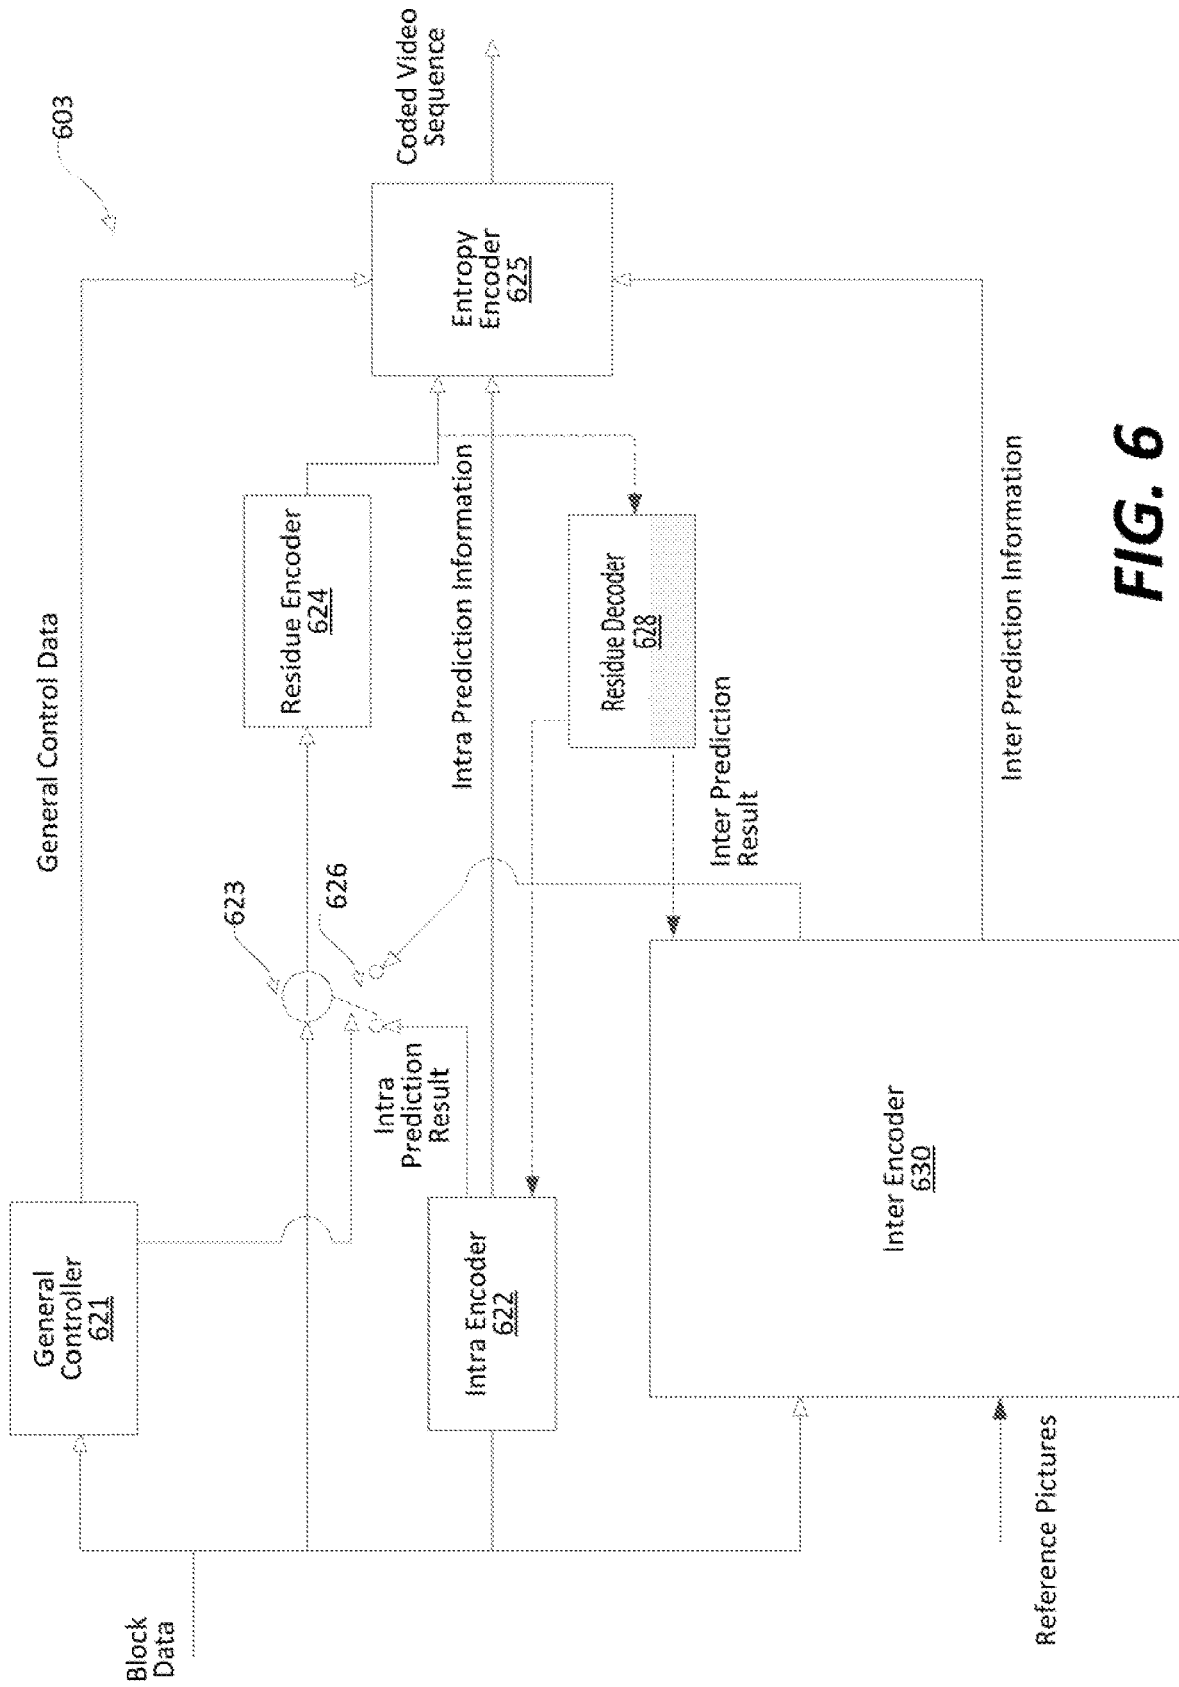 603
General Control Data
Coded Video
Sequence
General
Controller
621
623
626
Residue Encoder
624
Entropy
Encoder
625
Block
Data
Intra
Prediction
Result
Intra Prediction Information
Intra Encoder
622
Residue Decoder
628
Inter Prediction
Result
Inter Encoder
630
Inter Prediction Information
Reference Pictures
FIG. 6